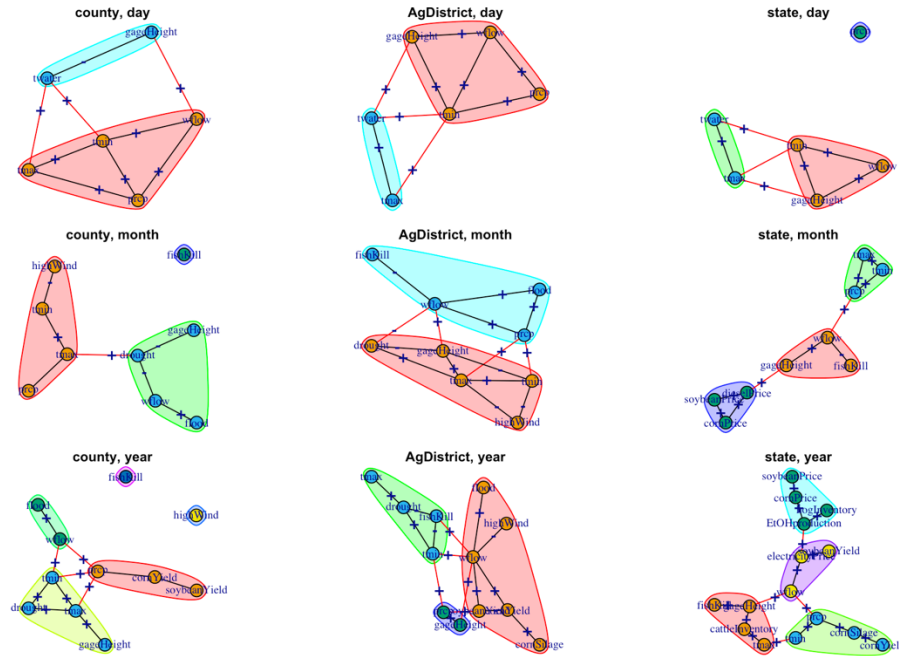 county, day
gageHeight
twater
wflow
tmin
tmax
prcp
AgDistrict, day
gageHeight
wflow
prcp
tmin
twater
tmax
state, day
prcp
twater
tmin
wflow
tmax
gageHeight
county, month
fishKill
highWind
tmin
gageHeight
tmax
drought
prcp
wflow
flood
AgDistrict, month
fishKill
flood
wflow
prcp
drought
gageHeight
tmax
tmin
highWind
state, month
tmax
tmin
prcp
wflow
gageHeight
fishKill
dieselPrice
soybeanPrice
cornPrice
county, year
fishKill
flood
highWind
wflow
prcp
tmin
cornYield
soybeanYield
drought
tmax
gageHeight
AgDistrict, year
tmax
flood
drought
fishKill
highWind
tmin
wflow
prcp
gageHeight
cornSilage
state, year
soybeanPrice
cornPrice
hogInventory
EtOHproduction
soybeanYield
wflow
fishKill
gageHeight
prcp
cattleInventory
cornSilage
tmax
tmin
cornYield